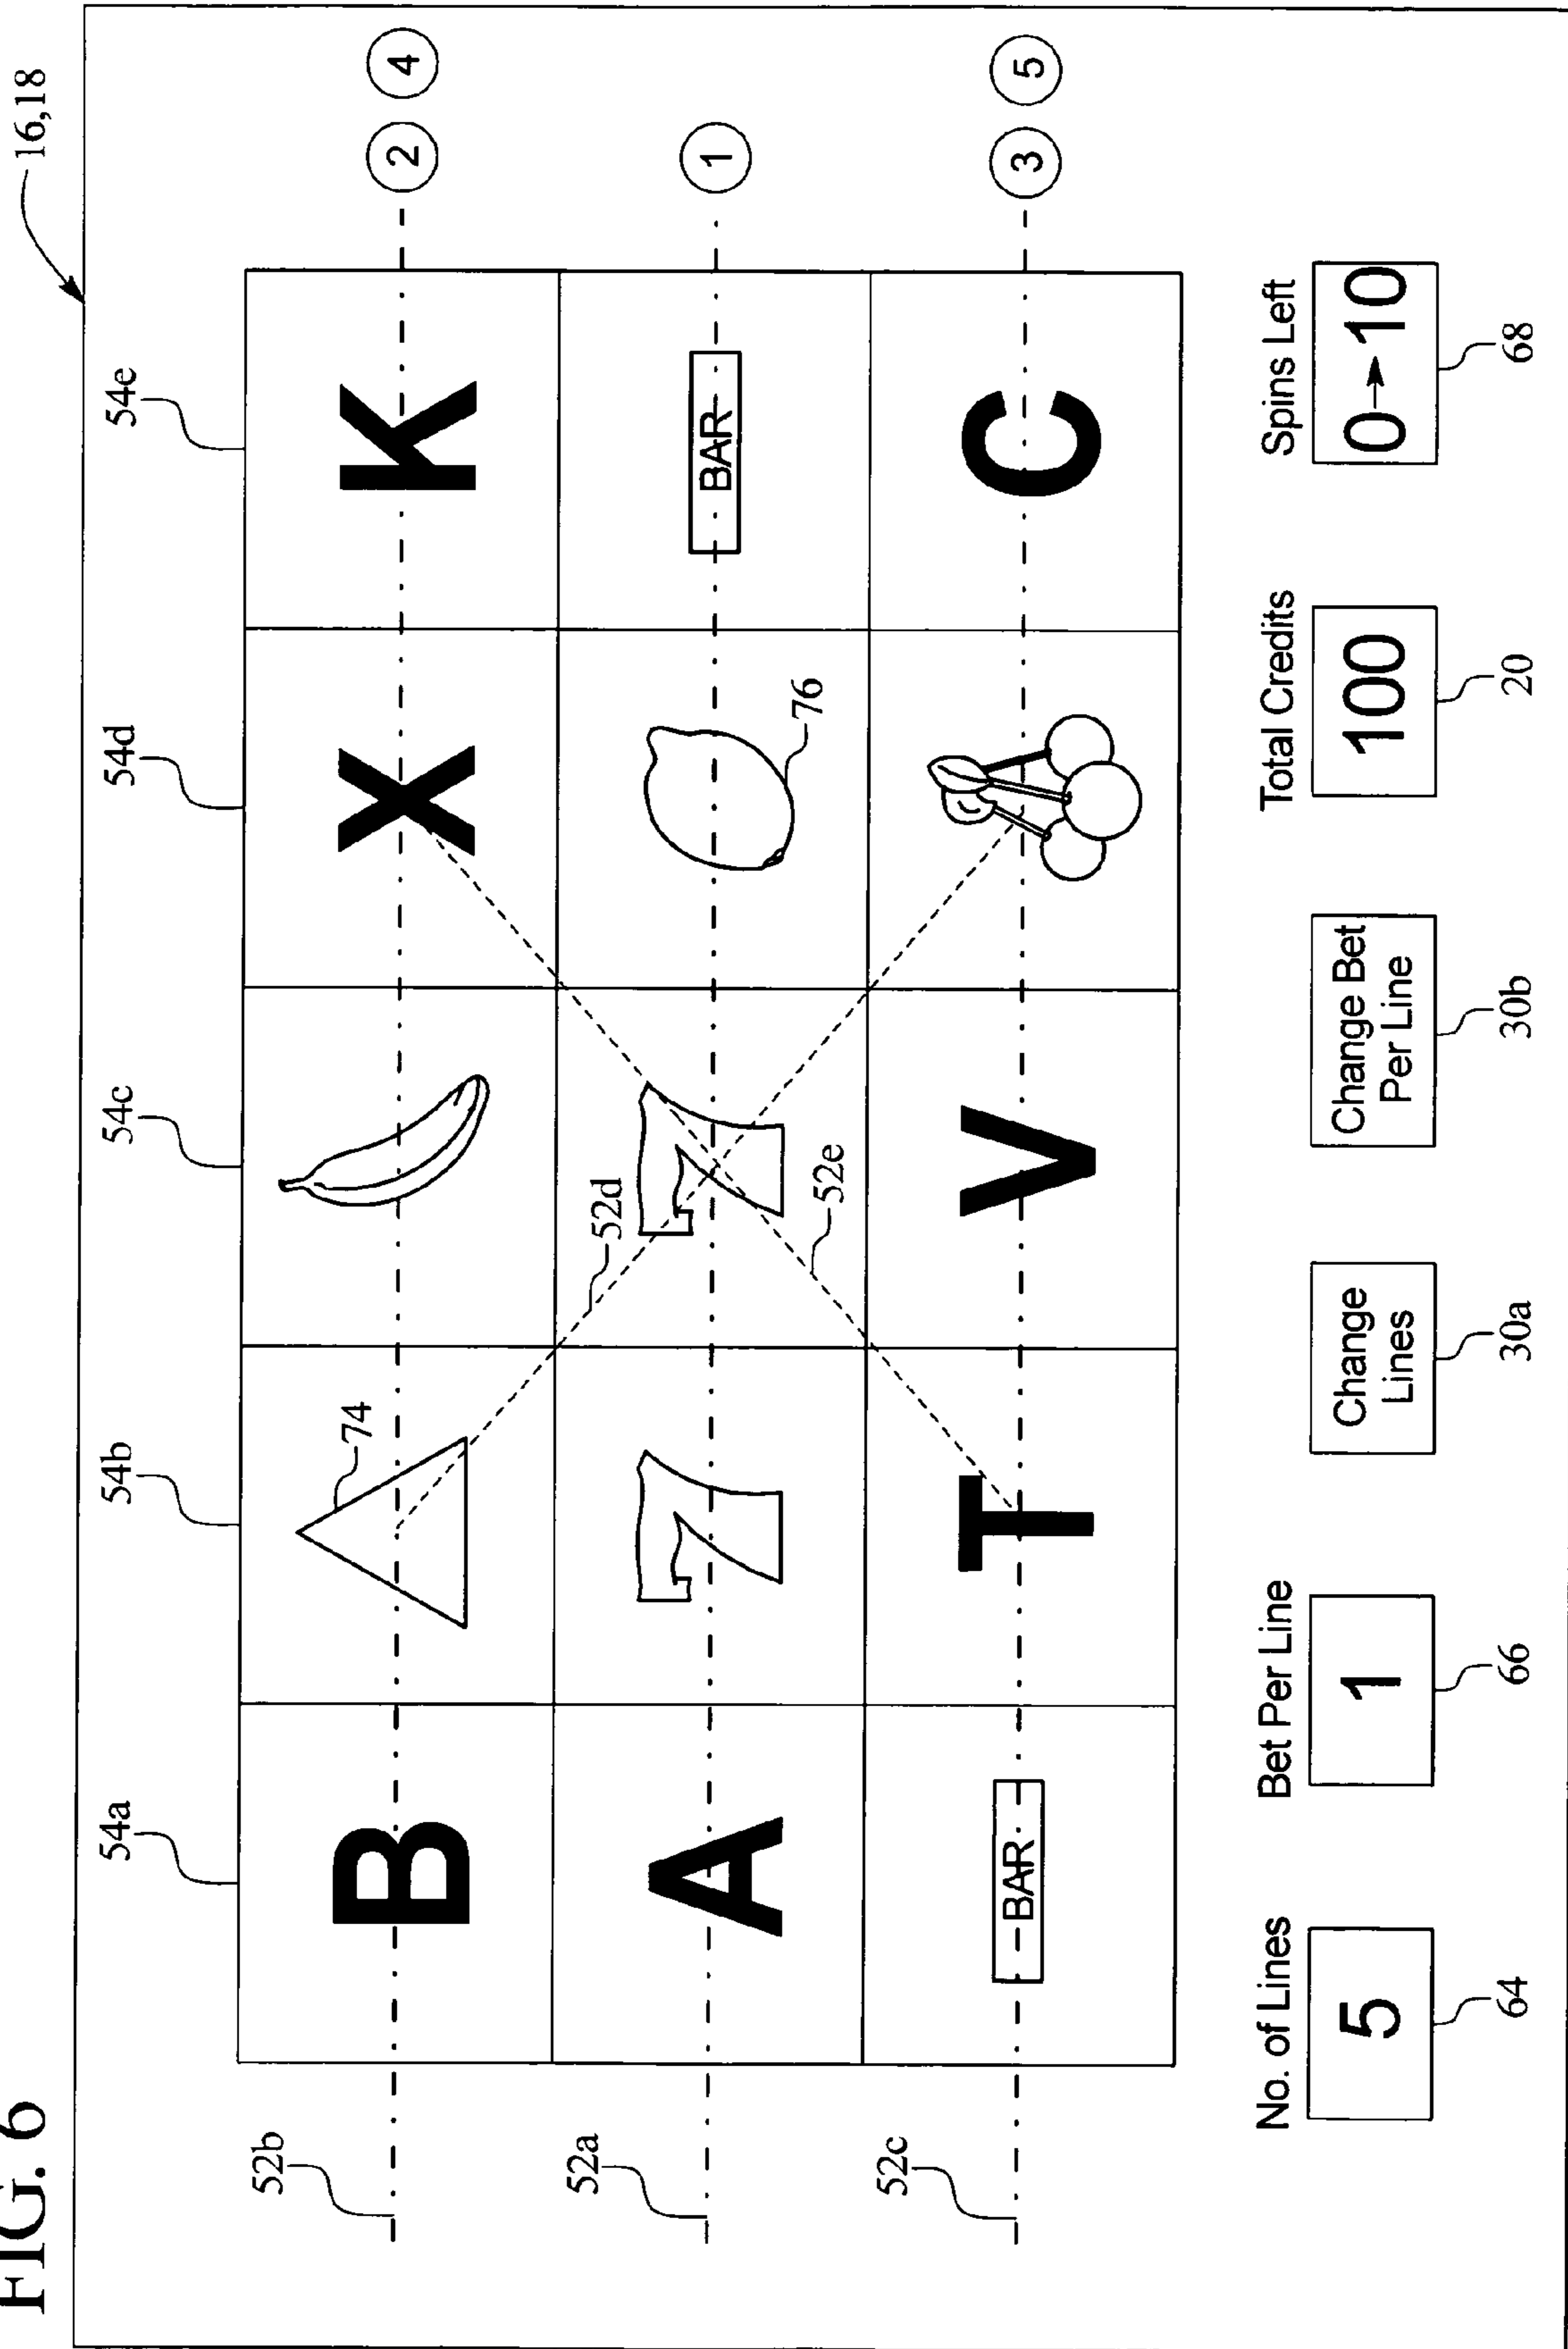 FIG. 6
16,18
54a 54b 54c 54d 54e
52b B X K 2 4
74
52d
52a A 7 7 BAR 1
76
52e
52c BAR T V C 3 5
No. of Lines Bet Per Line Total Credits Spins Left
5 1 Change Lines Change Bet Per Line 100 0→10
64 66 30a 30b 20 68